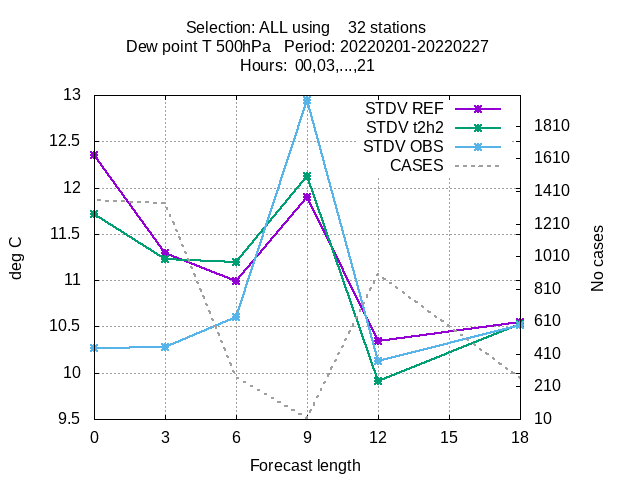 Selection: ALL using 32 stations
Dew point T 500hPa Period: 20220201-20220227
Hours: 00,03,...,21
STDV REF
STDV t2h2
STDV OBS
CASES
13
12.5
12
11.5
11
10.5
10
9.5
deg C
1810
1610
1410
1210
1010
810
610
410
210
10
No cases
0 3 6 9 12 15 18
Forecast length